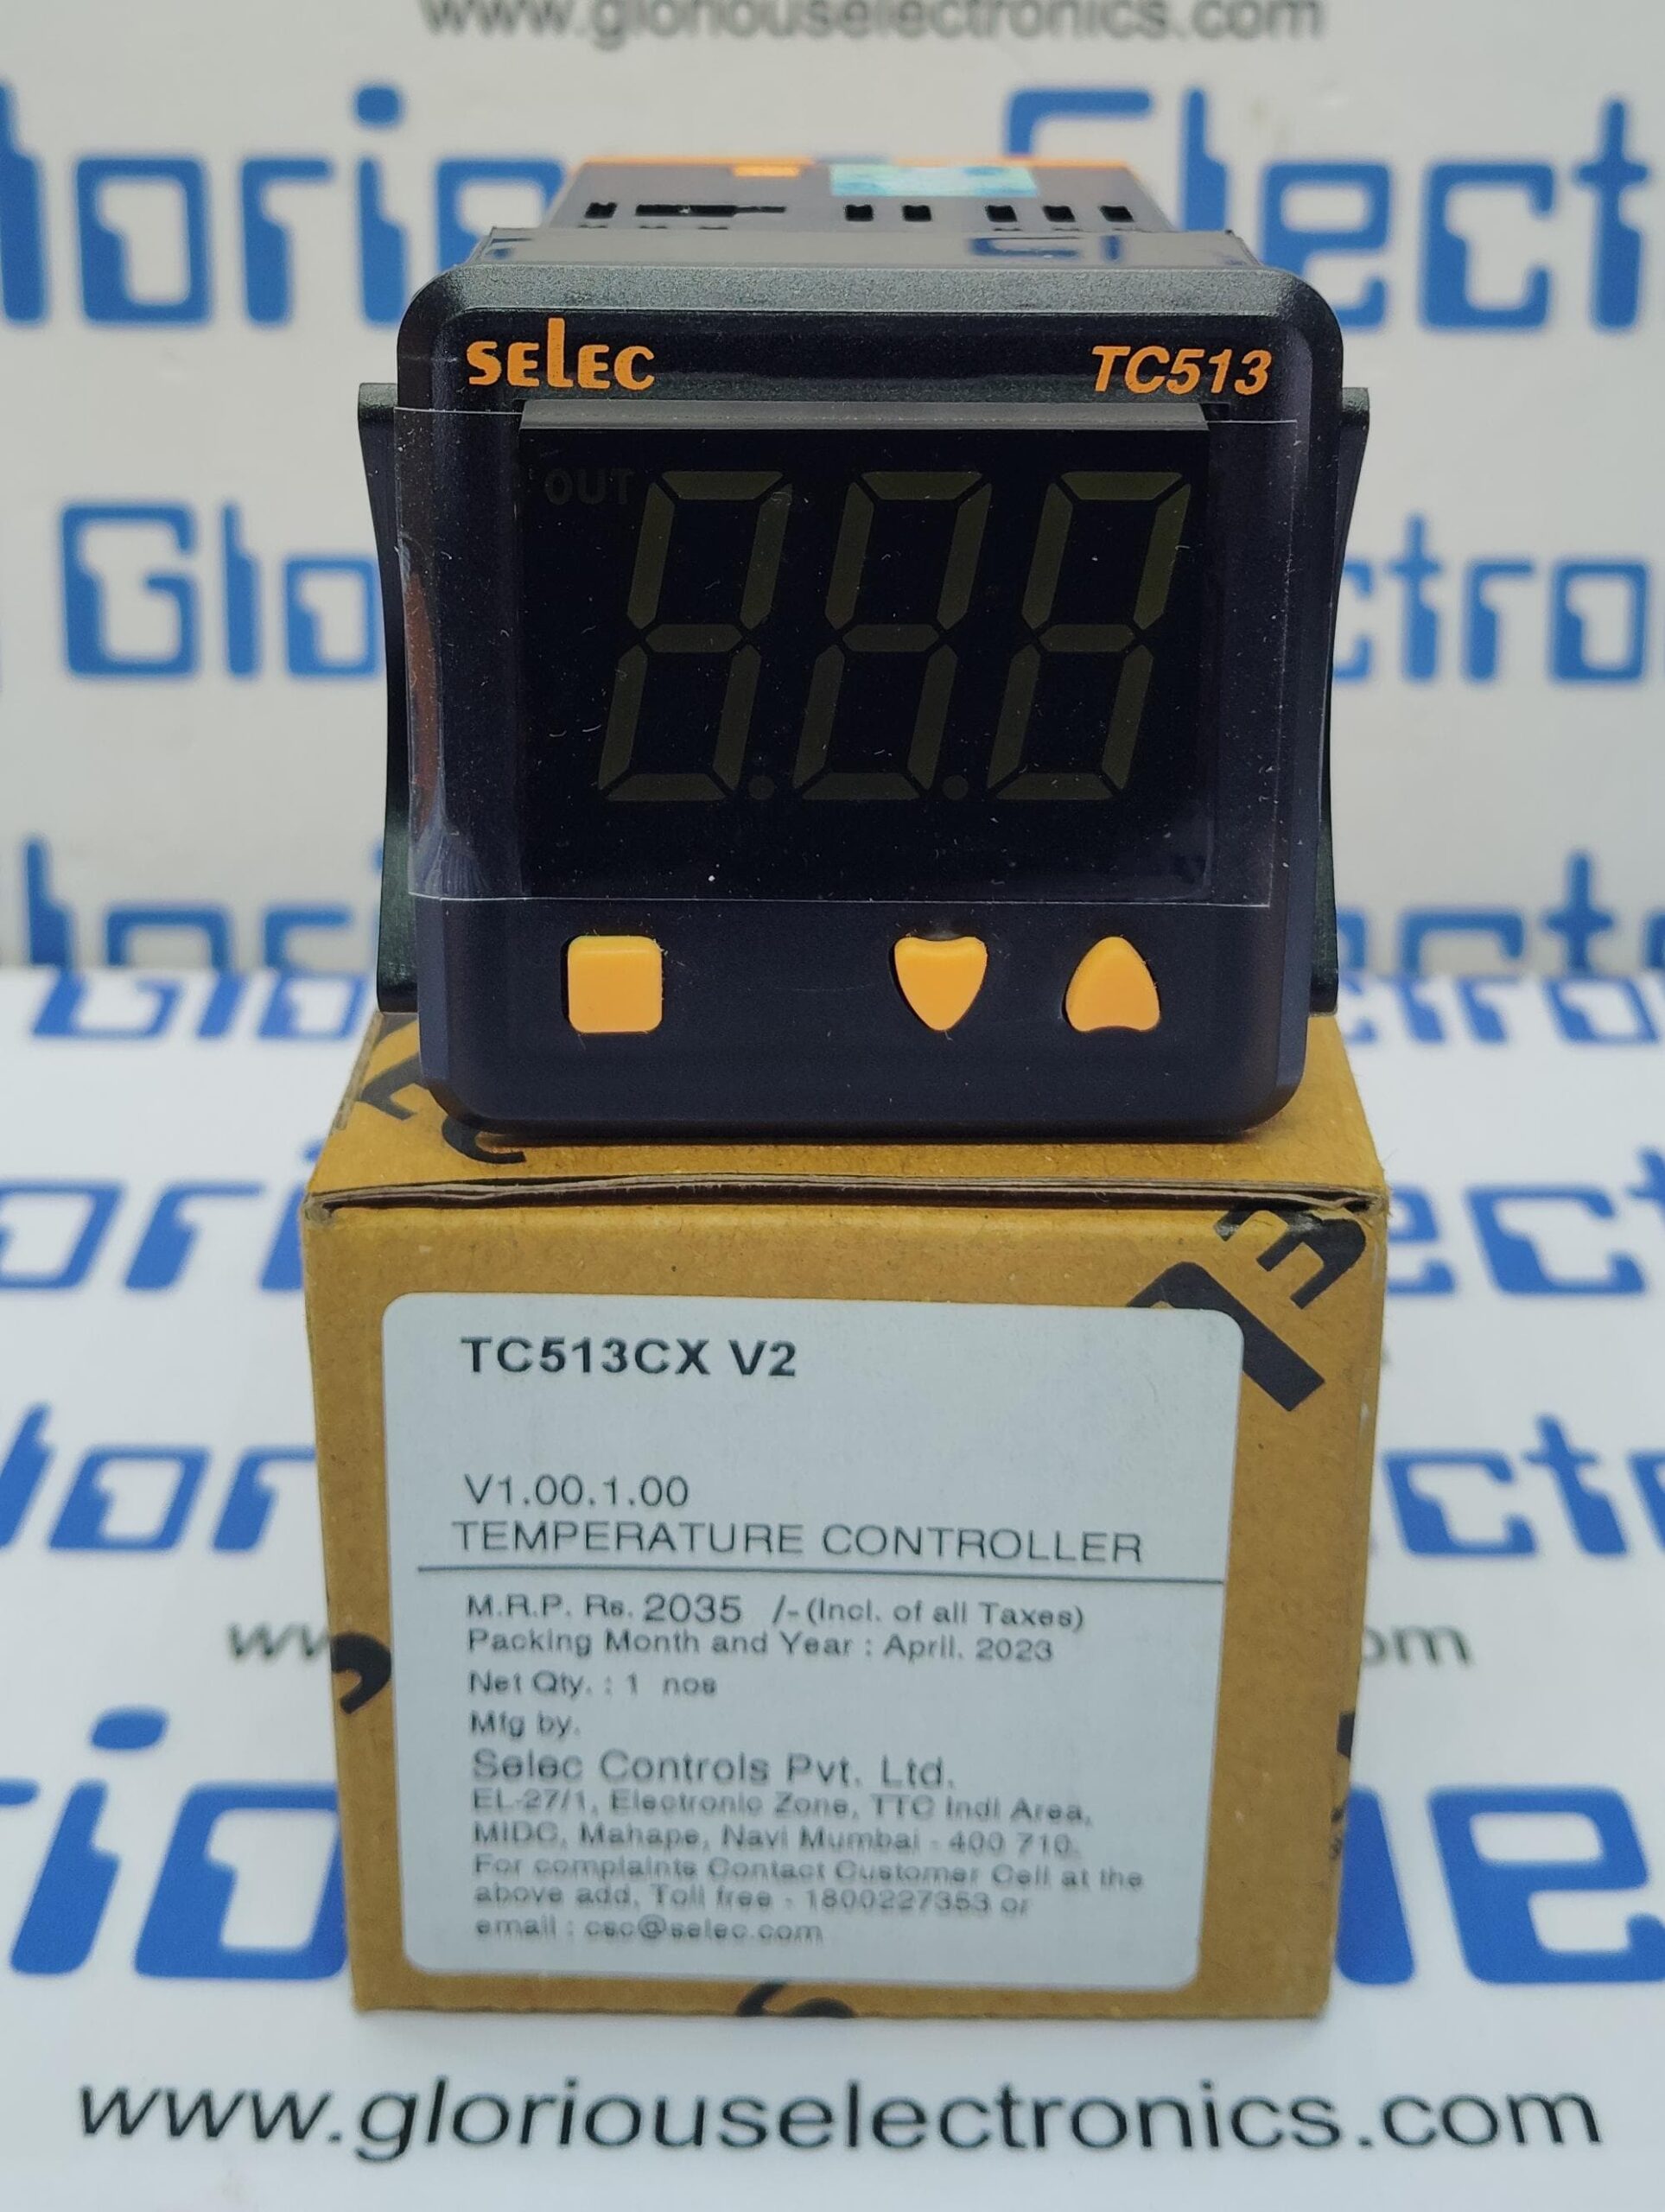 www.gloriouselectronics.com
SELEC
TC513
OUT
TC513CX V2
V1.00.1.00
TEMPERATURE CONTROLLER
M.R.P. Rs. 2035 /-(Incl. of all Taxes)
Packing Month and Year : April. 2023
Net Qty. : 1 nos
Mfg by.
Selec Controls Pvt. Ltd.
EL-27/1, Electronic Zone, TTC Indl Area,
MIDC, Mahape, Navi Mumbai - 400 710.
For complaints Contact Customer Cell at the
above add, Toll free - 1800227353 or
email : csc@selec.com
www.gloriouselectronics.com